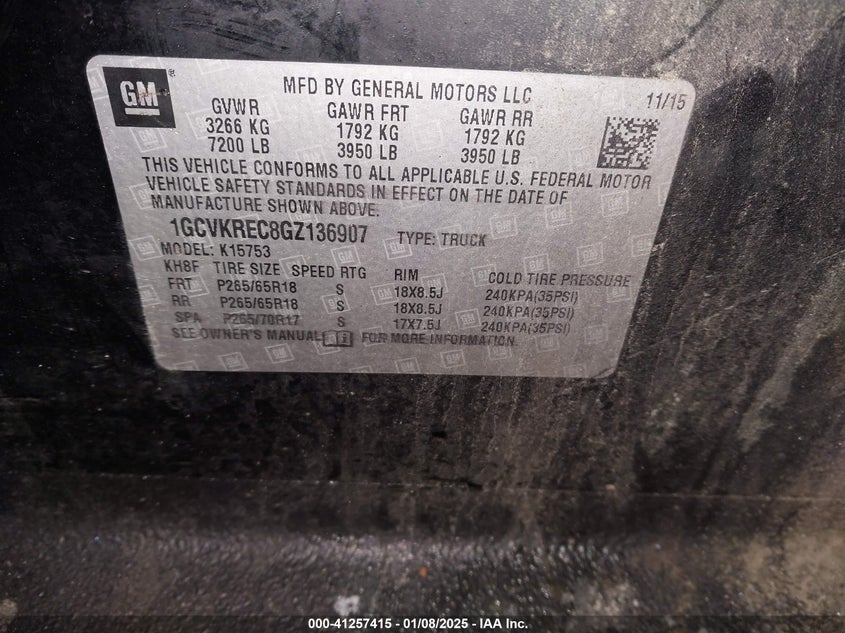 GM
MFD BY GENERAL MOTORS LLC
11/15
GVWR GAWR FRT GAWR RR
3266 KG 1792 KG 1792 KG
7200 LB 3950 LB 3950 LB
THIS VEHICLE CONFORMS TO ALL APPLICABLE U.S. FEDERAL MOTOR
VEHICLE SAFETY STANDARDS IN EFFECT ON THE DATE OF
MANUFACTURE SHOWN ABOVE.
1GCVKREC8GZ136907 TYPE: TRUCK
MODEL: K15753
KH8F TIRE SIZE SPEED RTG RIM COLD TIRE PRESSURE
FRT P265/65R18 S 18X8.5J 240KPA(35PSI)
RR P265/65R18 S 18X8.5J 240KPA(35PSI)
SPA P265/70R17 S 17X7.5J 240KPA(35PSI)
SEE OWNER'S MANUAL FOR MORE INFORMATION.
000-41257415 - 01/08/2025 - IAA Inc.